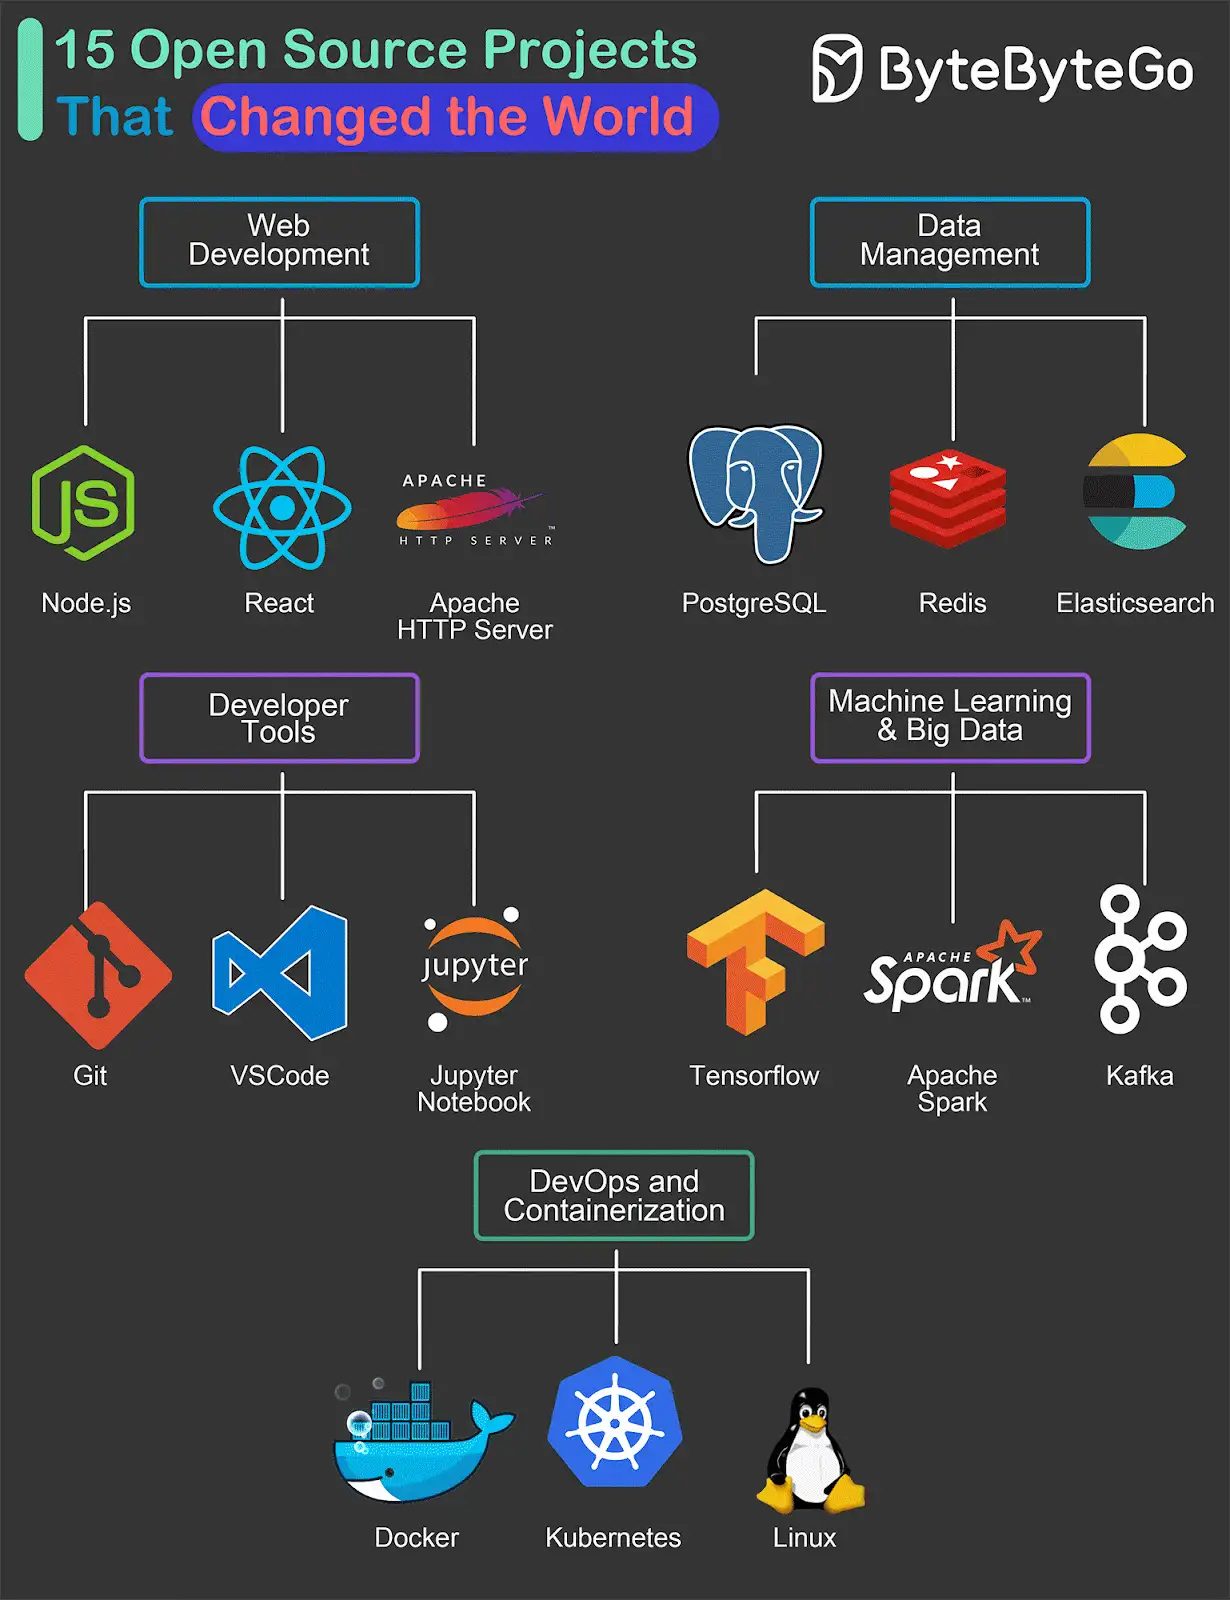 15 Open Source Projects
That Changed the World
ByteByteGo
Web
Development
JS
Node.js
React
APACHE
HTTP SERVER
™
Apache
HTTP Server
Data
Management
PostgreSQL
Redis
Elasticsearch
Developer
Tools
Git
VSCode
jupyter
Jupyter
Notebook
Machine Learning
& Big Data
Tensorflow
APACHE
Spark™
Apache
Spark
Kafka
DevOps and
Containerization
Docker
Kubernetes
Linux